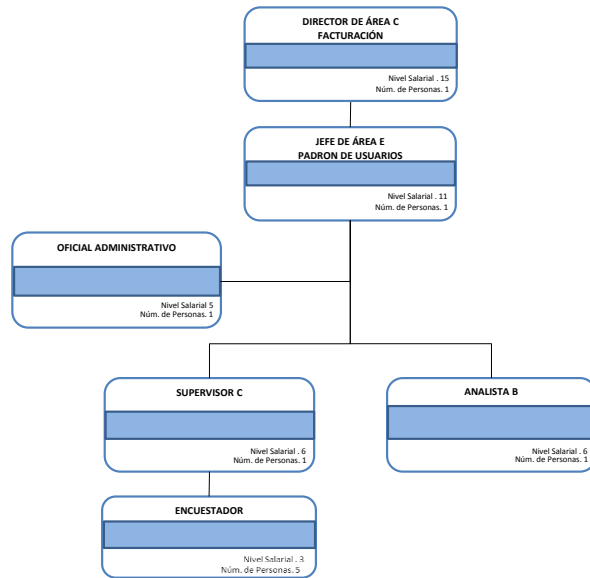 DIRECTOR DE ÁREA C
FACTURACIÓN
Nivel Salarial . 15
Núm. de Personas. 1
JEFE DE ÁREA E
PADRON DE USUARIOS
Nivel Salarial . 11
Núm. de Personas. 1
OFICIAL ADMINISTRATIVO
Nivel Salarial 5
Núm. de Personas. 1
SUPERVISOR C
Nivel Salarial . 6
Núm. de Personas. 1
ANALISTA B
Nivel Salarial . 6
Núm. de Personas. 1
ENCUESTADOR
Nivel Salarial . 3
Núm. de Personas. 5